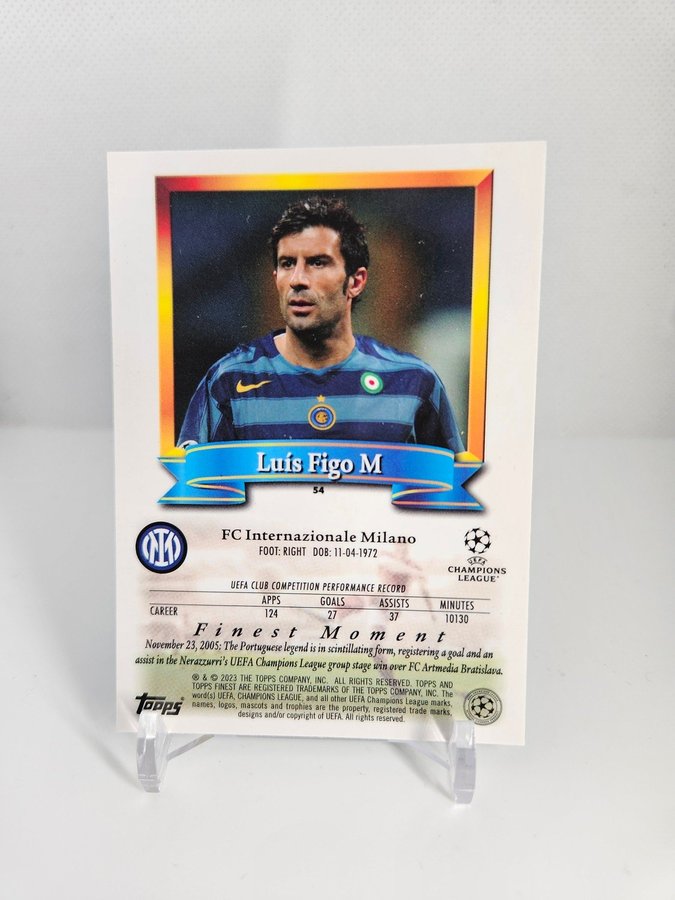 Luís Figo M
54
FC Internazionale Milano
FOOT: RIGHT DOB: 11-04-1972
UEFA
CHAMPIONS
LEAGUE®
UEFA CLUB COMPETITION PERFORMANCE RECORD
APPS GOALS ASSISTS MINUTES
CAREER 124 27 37 10130
Finest Moment
November 23, 2005: The Portuguese legend is in scintillating form, registering a goal and an
assist in the Nerazzurri's UEFA Champions League group stage win over FC Artmedia Bratislava.
® & © 2023 THE TOPPS COMPANY, INC. ALL RIGHTS RESERVED. TOPPS AND
TOPPS FINEST ARE REGISTERED TRADEMARKS OF THE TOPPS COMPANY, INC. The
word(s) UEFA, CHAMPIONS LEAGUE, and all other UEFA Champions League marks,
names, logos, mascots and trophies are the property, registered trade marks,
designs and/or copyright of UEFA. All rights reserved.
Topps®